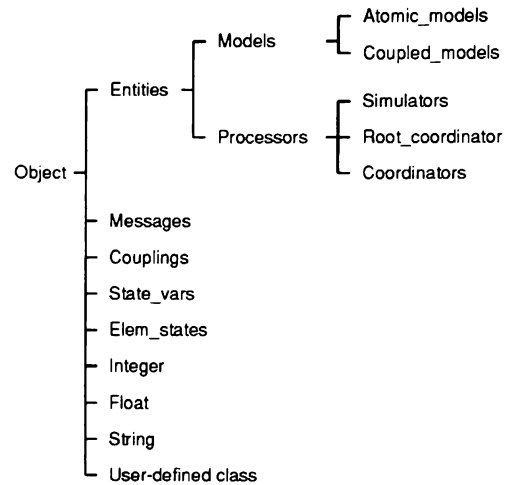 Atomic_models
Models
Coupled_models
Entities
Simulators
Processors
Root_coordinator
Coordinators
Object
Messages
Couplings
State_vars
Elem_states
Integer
Float
String
User-defined class